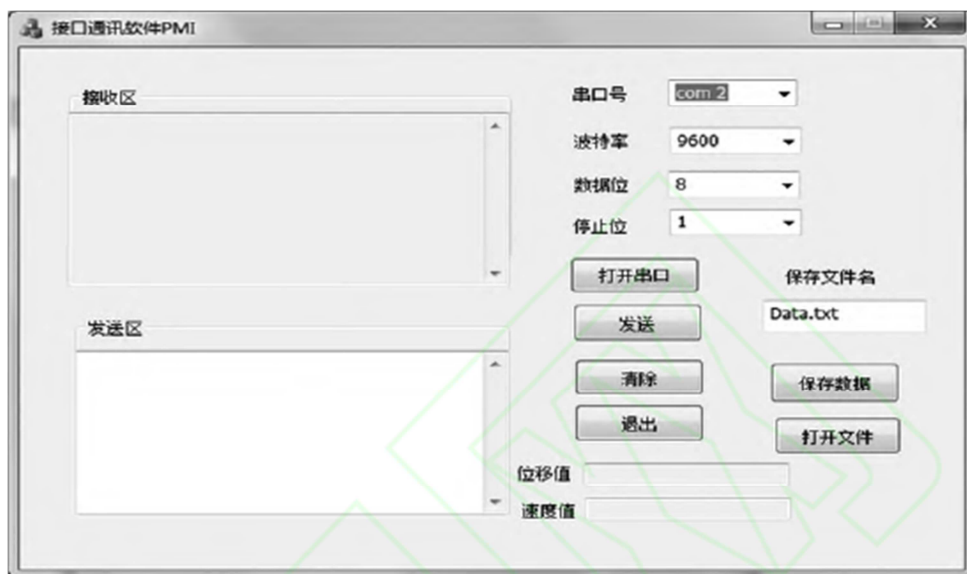 接口通讯软件PMI
接收区
串口号 com 2
波特率 9600
数据位 8
停止位 1
打开串口
保存文件名
发送区
发送
Data.txt
清除
保存数据
退出
打开文件
位移值
速度值